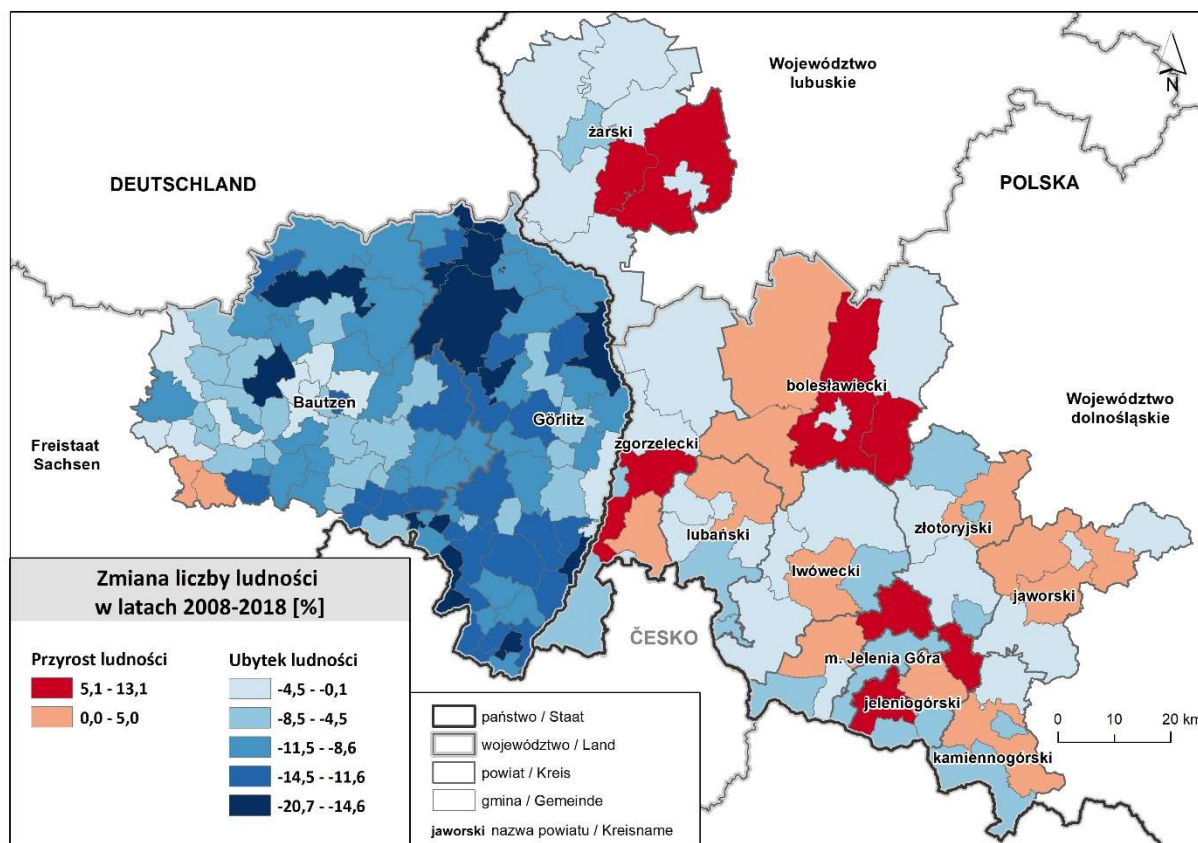 Województwo
lubuskie
N
żarski
DEUTSCHLAND
POLSKA
bolesławiecki
Bautzen
Görlitz
Województwo
dolnośląskie
Freistaat
Sachsen
zgorzelecki
złotoryjski
lubański
lwówecki
jaworski
ČESKO
m. Jelenia Góra
jeleniogórski
kamiennogórski
0 10 20 km
Zmiana liczby ludności
w latach 2008-2018 [%]
Przyrost ludności
5,1 - 13,1
0,0 - 5,0
Ubytek ludności
-4,5 - -0,1
-8,5 - -4,5
-11,5 - -8,6
-14,5 - -11,6
-20,7 - -14,6
państwo / Staat
województwo / Land
powiat / Kreis
gmina / Gemeinde
jaworski nazwa powiatu / Kreisname